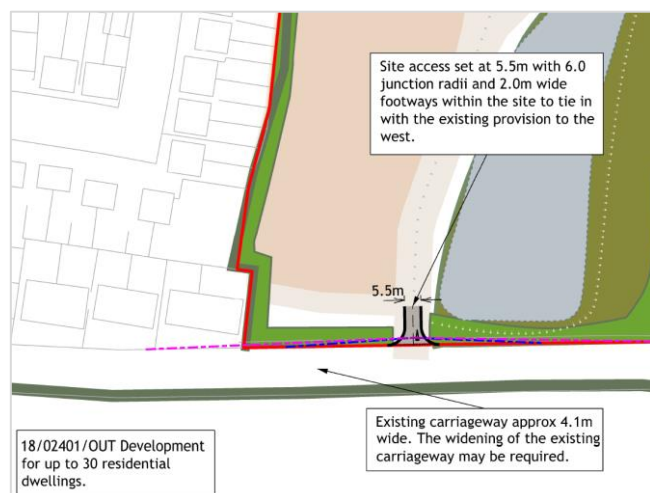 Site access set at 5.5m with 6.0
junction radii and 2.0m wide
footways within the site to tie in
with the existing provision to the
west.
5.5m
Existing carriageway approx 4.1m
wide. The widening of the existing
carriageway may be required.
18/02401/OUT Development
for up to 30 residential
dwellings.